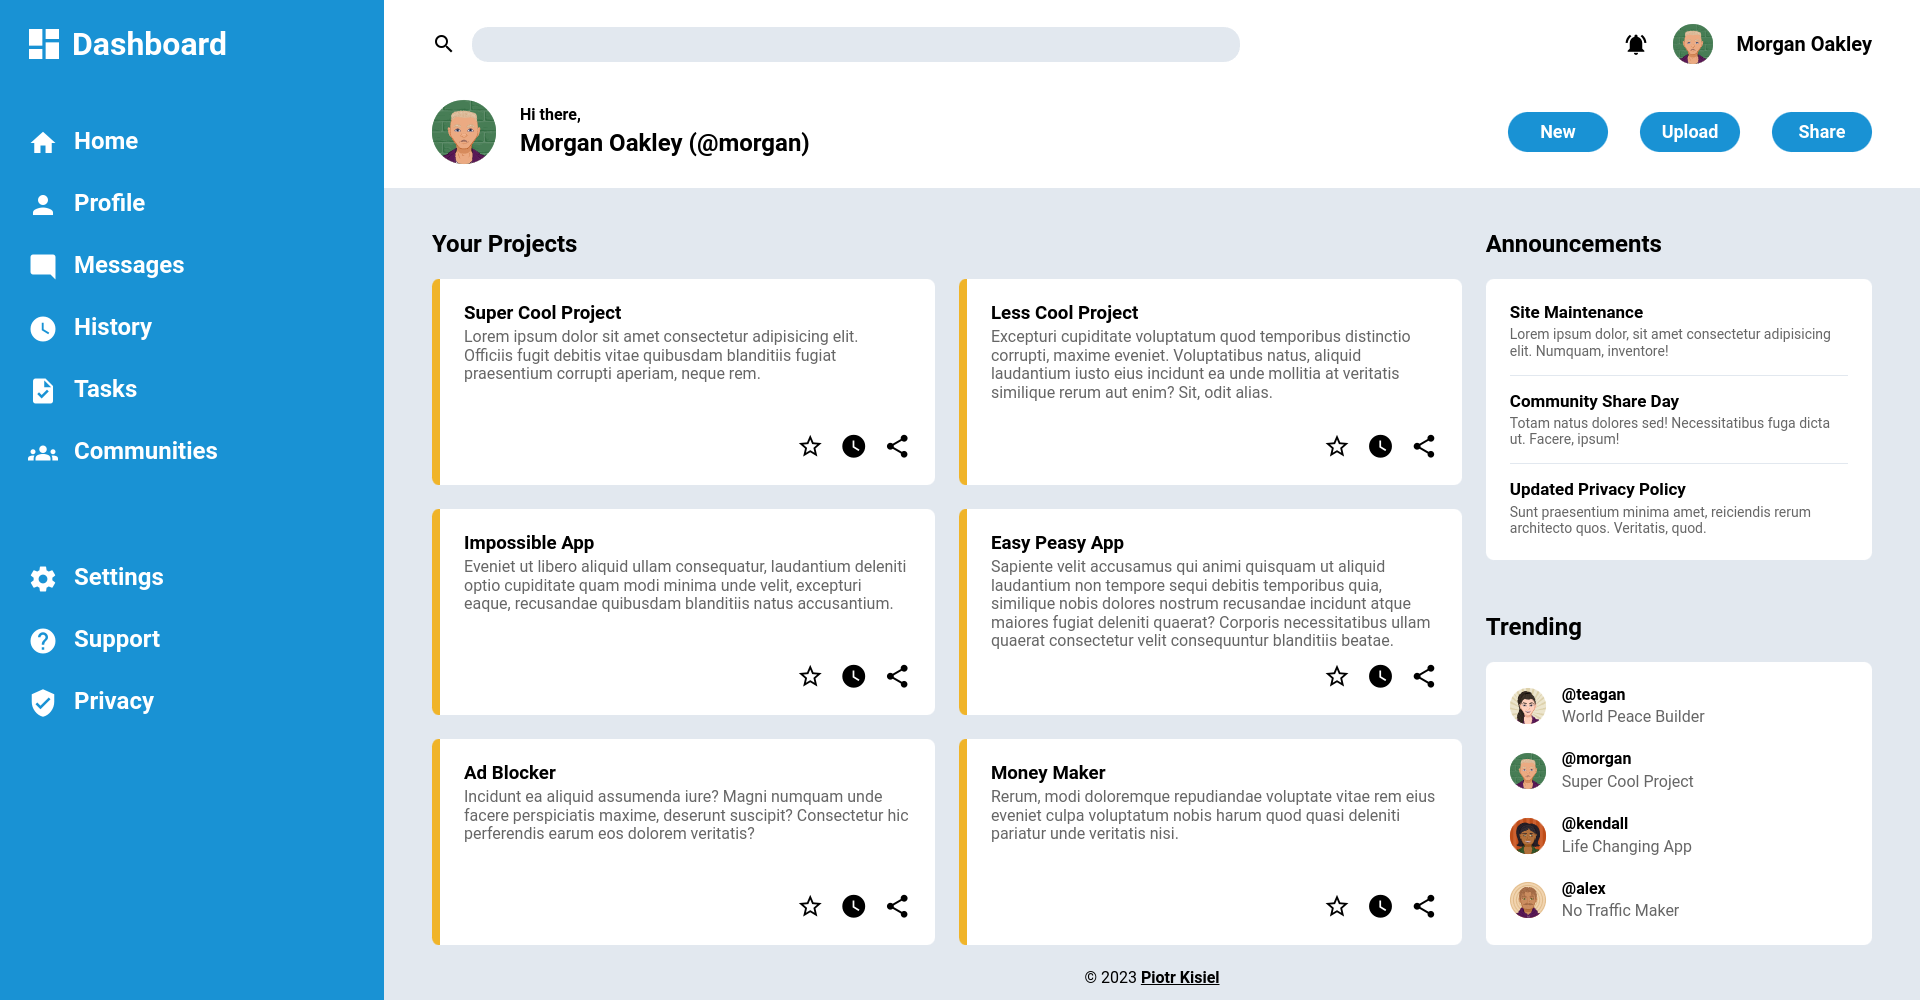 Dashboard
Home
Profile
Messages
History
Tasks
Communities
Settings
Support
Privacy
Morgan Oakley
Hi there,
Morgan Oakley (@morgan)
New
Upload
Share
Your Projects
Super Cool Project
Lorem ipsum dolor sit amet consectetur adipisicing elit.
Officiis fugit debitis vitae quibusdam blanditiis fugiat
praesentium corrupti aperiam, neque rem.
Less Cool Project
Excepturi cupiditate voluptatum quod temporibus distinctio
corrupti, maxime eveniet. Voluptatibus natus, aliquid
laudantium iusto eius incidunt ea unde mollitia at veritatis
similique rerum aut enim? Sit, odit alias.
Impossible App
Eveniet ut libero aliquid ullam consequatur, laudantium deleniti
optio cupiditate quam modi minima unde velit, excepturi
eaque, recusandae quibusdam blanditiis natus accusantium.
Easy Peasy App
Sapiente velit accusamus qui animi quisquam ut aliquid
laudantium non tempore sequi debitis temporibus quia,
similique nobis dolores nostrum recusandae incidunt atque
maiores fugiat deleniti quaerat? Corporis necessitatibus ullam
quaerat consectetur velit consequuntur blanditiis beatae.
Ad Blocker
Incidunt ea aliquid assumenda iure? Magni numquam unde
facere perspiciatis maxime, deserunt suscipit? Consectetur hic
perferendis earum eos dolorem veritatis?
Money Maker
Rerum, modi doloremque repudiandae voluptate vitae rem eius
eveniet culpa voluptatum nobis harum quod quasi deleniti
pariatur unde veritatis nisi.
Announcements
Site Maintenance
Lorem ipsum dolor, sit amet consectetur adipisicing
elit. Numquam, inventore!
Community Share Day
Totam natus dolores sed! Necessitatibus fuga dicta
ut. Facere, ipsum!
Updated Privacy Policy
Sunt praesentium minima amet, reiciendis rerum
architecto quos. Veritatis, quod.
Trending
@teagan
World Peace Builder
@morgan
Super Cool Project
@kendall
Life Changing App
@alex
No Traffic Maker
© 2023 Piotr Kisiel